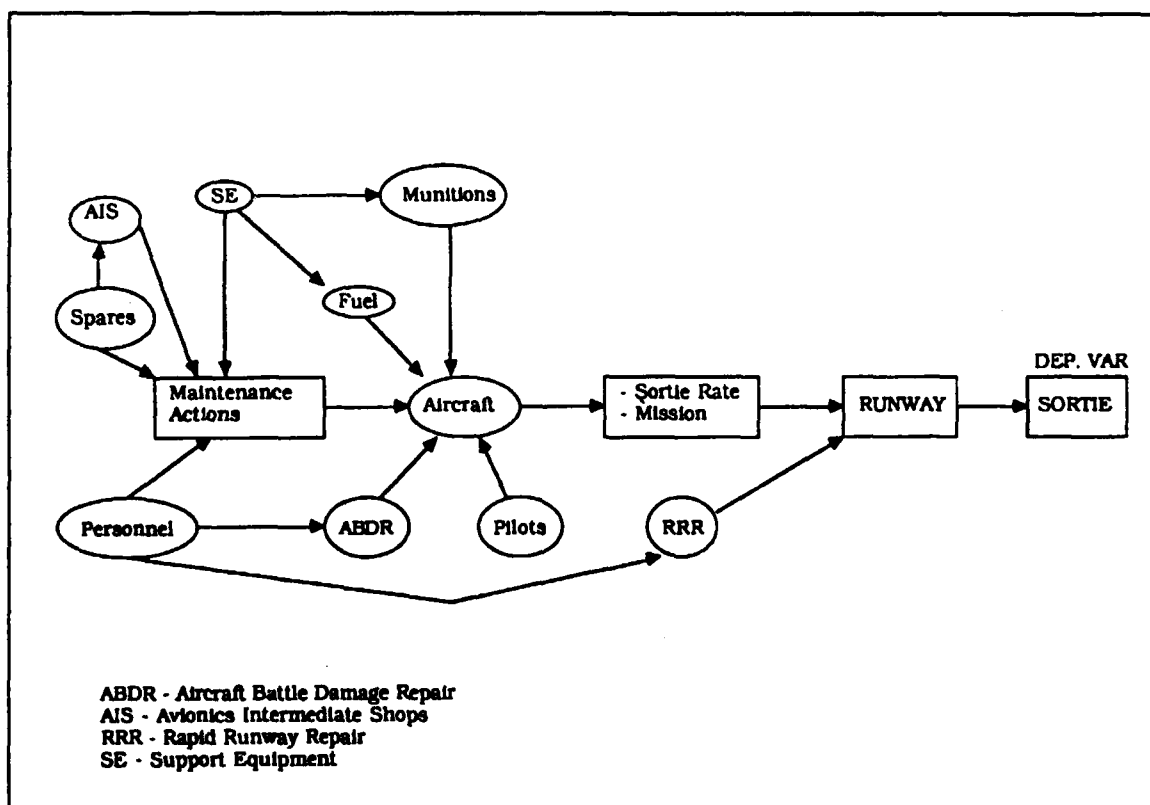 SE
Munitions
AIS
Fuel
Spares
DEP. VAR
Maintenance
Actions
Aircraft
- Sortie Rate
- Mission
RUNWAY
SORTIE
Personnel
ABDR
Pilots
RRR
ABDR - Aircraft Battle Damage Repair
AIS - Avionics Intermediate Shops
RRR - Rapid Runway Repair
SE - Support Equipment